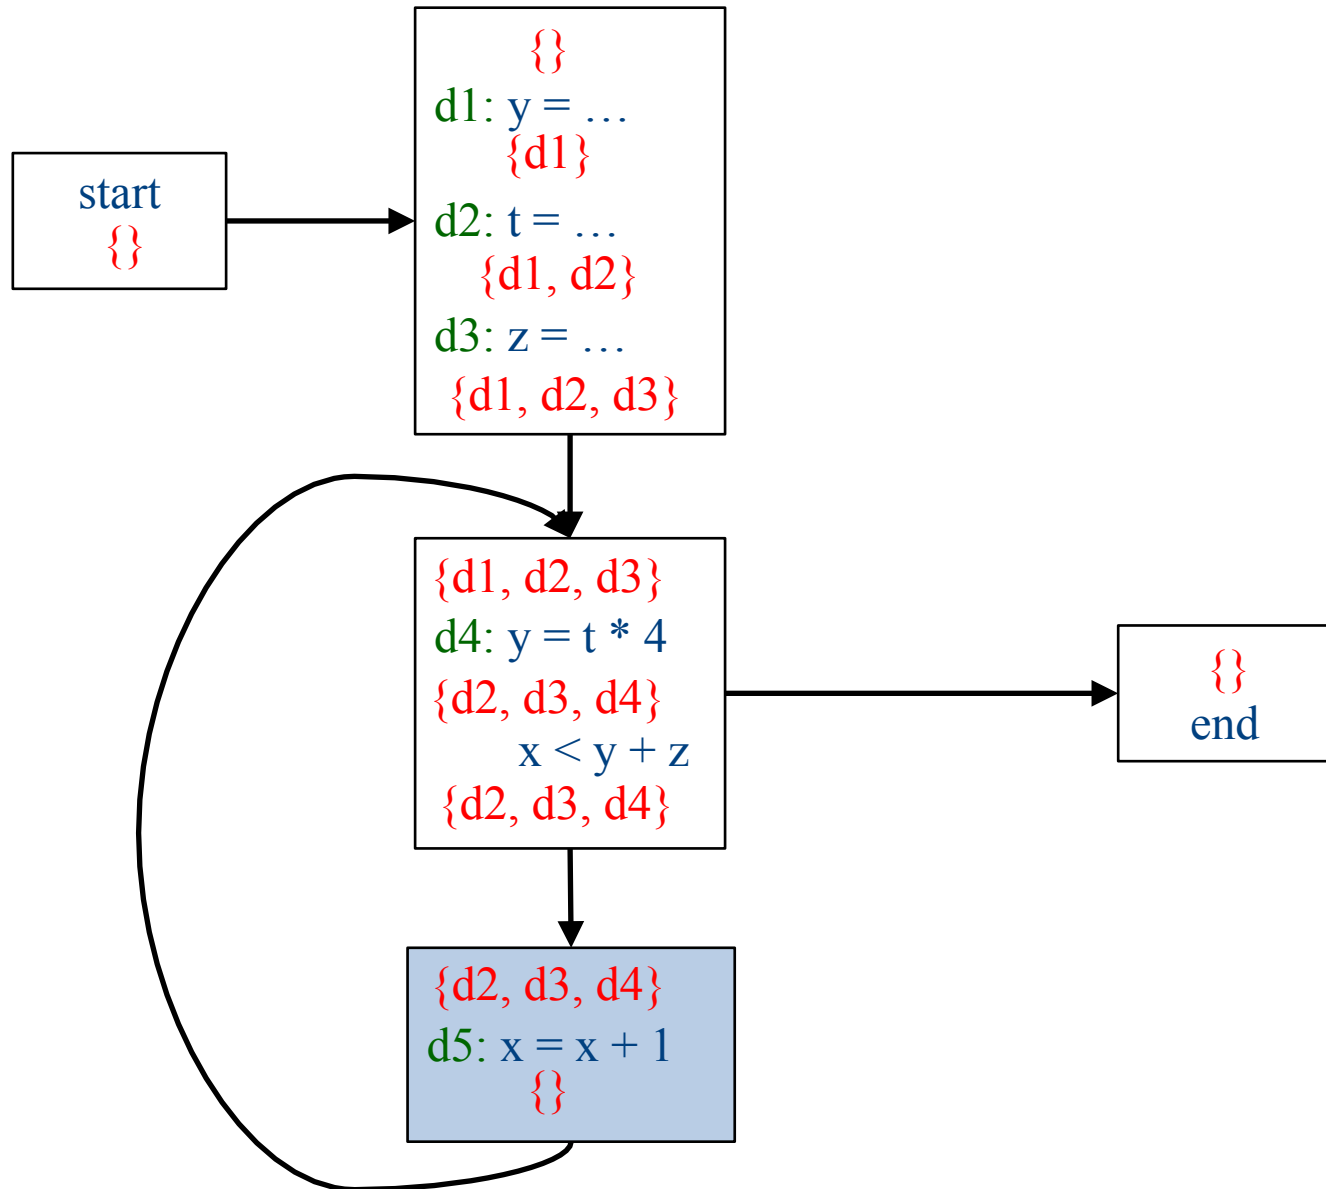 start
{}
{}
d1: y = …
{d1}
d2: t = …
{d1, d2}
d3: z = …
{d1, d2, d3}
{d1, d2, d3}
d4: y = t * 4
{d2, d3, d4}
x < y + z
{d2, d3, d4}
{}
end
{d2, d3, d4}
d5: x = x + 1
{}